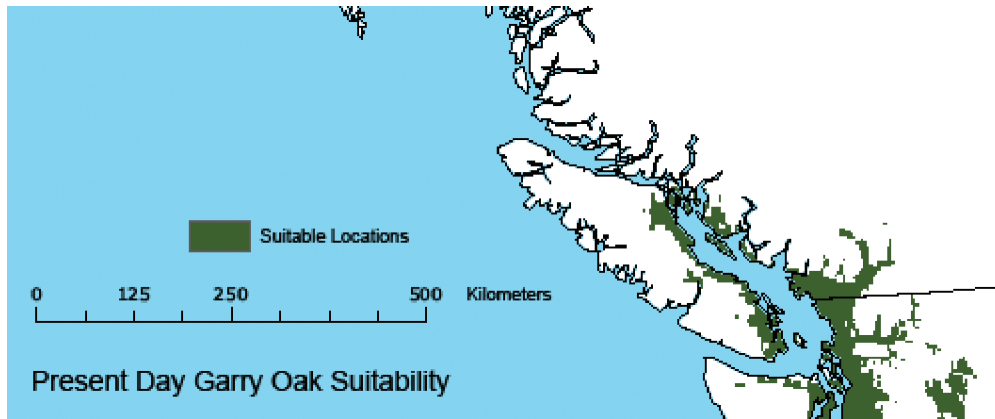 Suitable Locations
0 125 250 500 Kilometers
Present Day Garry Oak Suitability